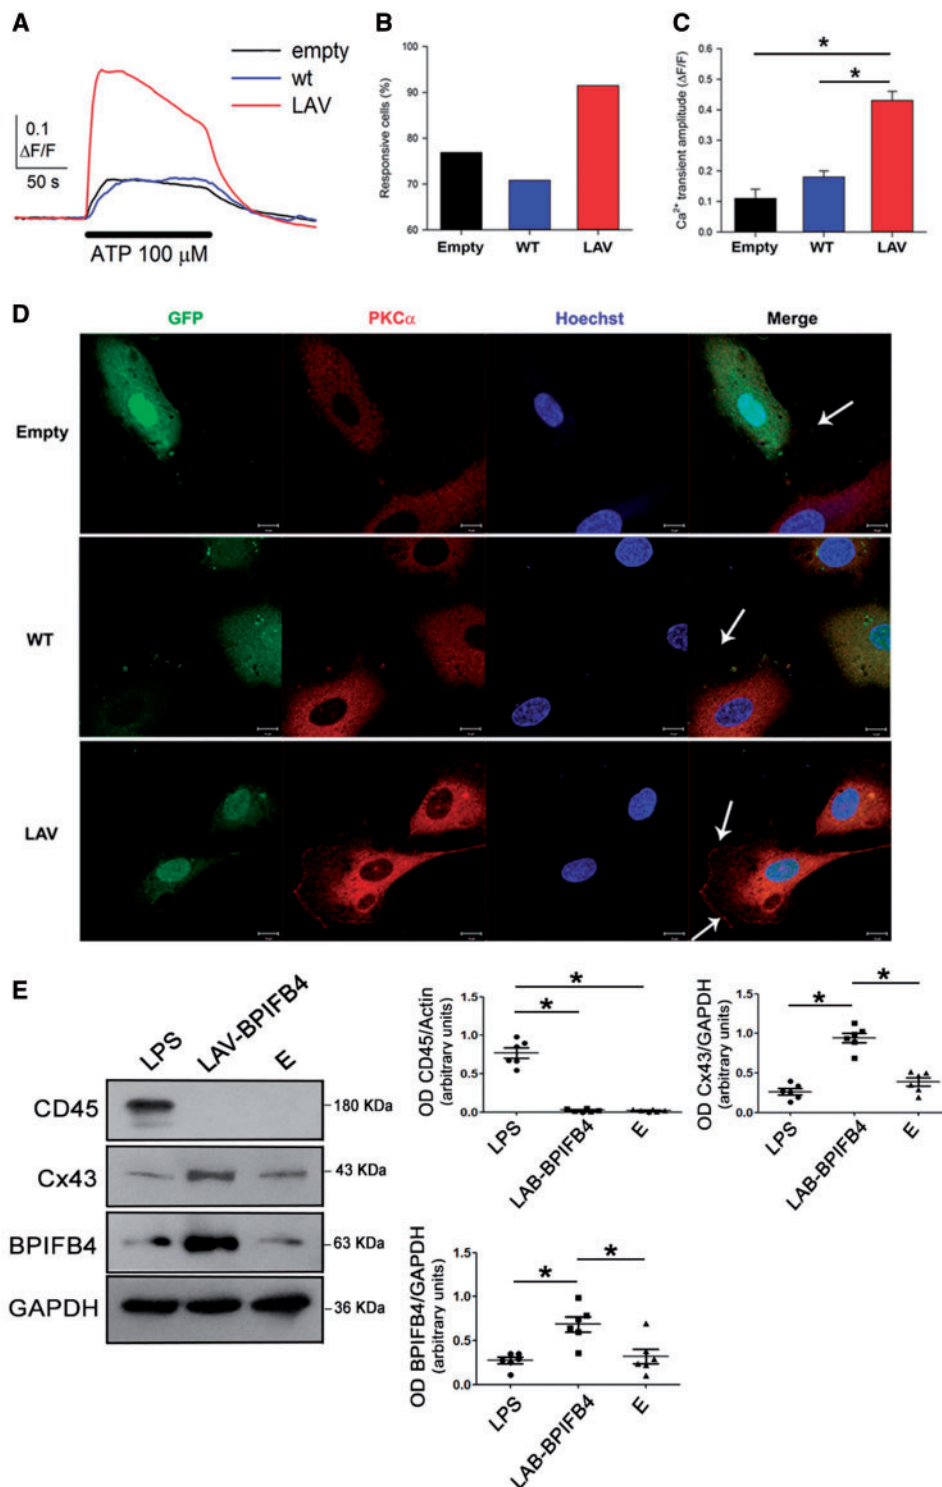 A
empty
wt
LAV
0.1
ΔF/F
50 s
ATP 100 μM
B
Responsive cells (%)
100
90
80
70
60
Empty
WT
LAV
C
Ca²⁺ transient amplitude (ΔF/F)
0.6
0.5
0.4
0.3
0.2
0.1
0.0
*
*
Empty
WT
LAV
D
GFP
PKCα
Hoechst
Merge
Empty
WT
LAV
E
LPS
LAV-BPIFB4
E
CD45
180 KDa
Cx43
43 KDa
BPIFB4
63 KDa
GAPDH
36 KDa
OD CD45/Actin
(arbitrary units)
1.5
1.0
0.5
0.0
*
*
LPS
LAB-BPIFB4
E
OD Cx43/GAPDH
(arbitrary units)
1.5
1.0
0.5
0.0
*
*
LPS
LAB-BPIFB4
E
OD BPIFB4/GAPDH
(arbitrary units)
1.5
1.0
0.5
0.0
*
*
LPS
LAB-BPIFB4
E